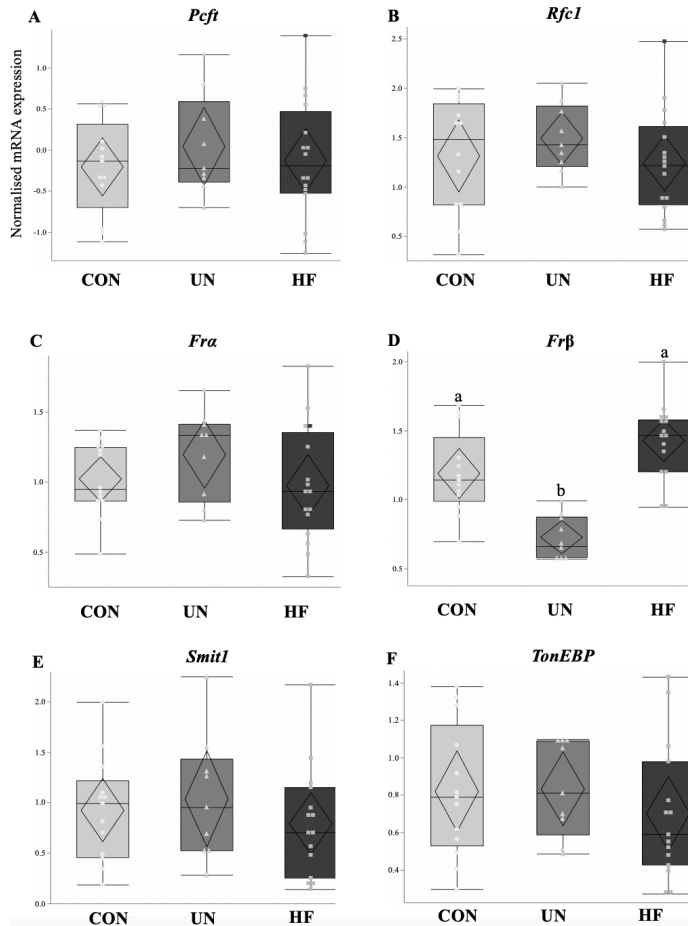 A
Pcft
B
Rfc1
Normalised mRNA expression
1.0
0.5
0.0
-0.5
-1.0
2.5
2.0
1.5
1.0
0.5
CON UN HF
CON UN HF
C
Frα
D
Frβ
1.5
1.0
0.5
2.0
1.5
1.0
0.5
a
b
a
CON UN HF
CON UN HF
E
Smit1
F
TonEBP
2.0
1.5
1.0
0.5
0.0
1.4
1.2
1.0
0.8
0.6
0.4
CON UN HF
CON UN HF